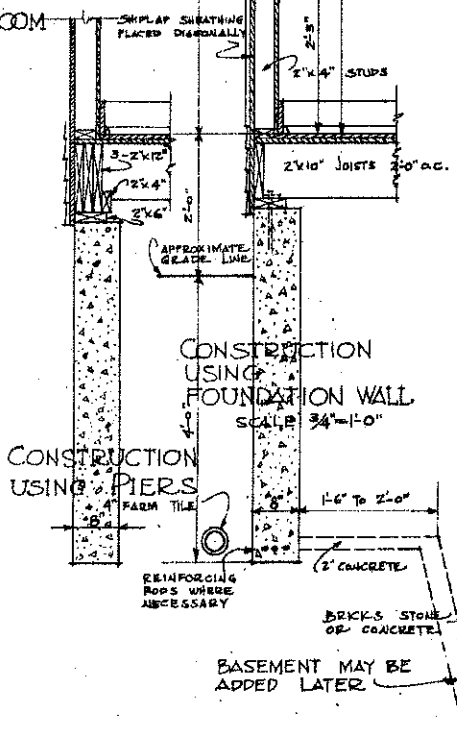 OOM
SHIPLAP SHEATHING
PLACED DIAGONALLY
2'-3"
2"x4" STUDS
3-2"x12"
2"x4"
2"x6"
2'-0"
2"x10" JOISTS 2'-0" O.C.
APPROXIMATE
GRADE LINE
CONSTRUCTION
USING
FOUNDATION WALL
SCALE 3/4"=1'-0"
4'-0"
CONSTRUCTION
USING PIERS
4"
FARM TILE
8"
8"
1'-6" TO 2'-0"
REINFORCING
RODS WHERE
NECESSARY
2" CONCRETE
BRICKS STONE
OR CONCRETE
BASEMENT MAY BE
ADDED LATER